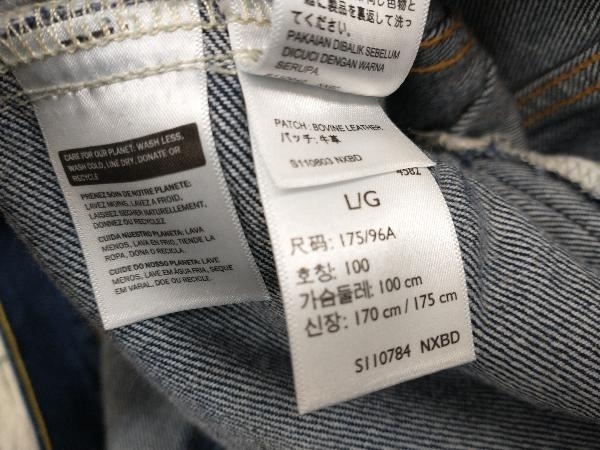 てください。
PAKAIAN DIBALIK SEBELUM
DICUCI DENGAN WARNA
SERUPA.
PATCH: BOVINE LEATHER.
パッチ: 牛革
S110803 NXBD
4582
L/G
尺码: 175/96A
호칭: 100
가슴둘레: 100 cm
신장: 170 cm / 175 cm
S110784 NXBD
CARE FOR OUR PLANET: WASH LESS,
WASH COLD, LINE DRY, DONATE OR
RECYCLE
PRENEZ SOIN DE NOTRE PLANETE:
LAVEZ MOINS, LAVEZ A FROID,
LAISSEZ SECHER NATURELLEMENT,
DONNEZ OU RECYCLEZ
CUIDA NUESTRO PLANETA: LAVA
MENOS, LAVA EN FRIO, TIENDE LA
ROPA, DONA O RECICLA.
CUIDE DO NOSSO PLANETA: LAVE
MENOS, LAVE EM ÁGUA FRIA, SEQUE
EM VARAL, DOE OU RECICLE.